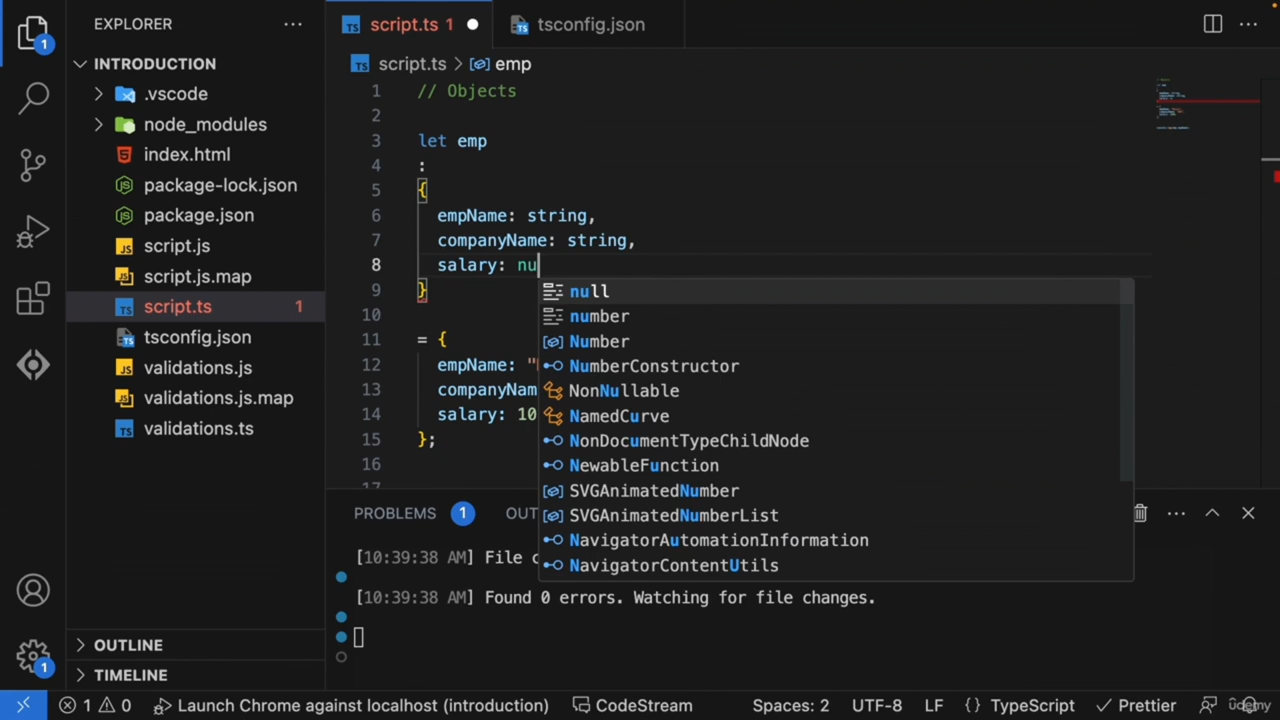 EXPLORER
script.ts 1
tsconfig.json
INTRODUCTION
script.ts > emp
.vscode
node_modules
index.html
package-lock.json
package.json
script.js
script.js.map
script.ts 1
tsconfig.json
validations.js
validations.js.map
validations.ts
OUTLINE
TIMELINE
1 // Objects
2
3 let emp
4 :
5 {
6 empName: string,
7 companyName: string,
8 salary: nu
9 }
10
11 = {
12 empName: "
13 companyNam
14 salary: 10
15 };
16
17
null
number
Number
NumberConstructor
NonNullable
NamedCurve
NonDocumentTypeChildNode
NewableFunction
SVGAnimatedNumber
SVGAnimatedNumberList
NavigatorAutomationInformation
NavigatorContentUtils
PROBLEMS 1 OUT
[10:39:38 AM] File c
[10:39:38 AM] Found 0 errors. Watching for file changes.
1
1
1 0 Launch Chrome against localhost (introduction) CodeStream Spaces: 2 UTF-8 LF {} TypeScript Prettier
udemy